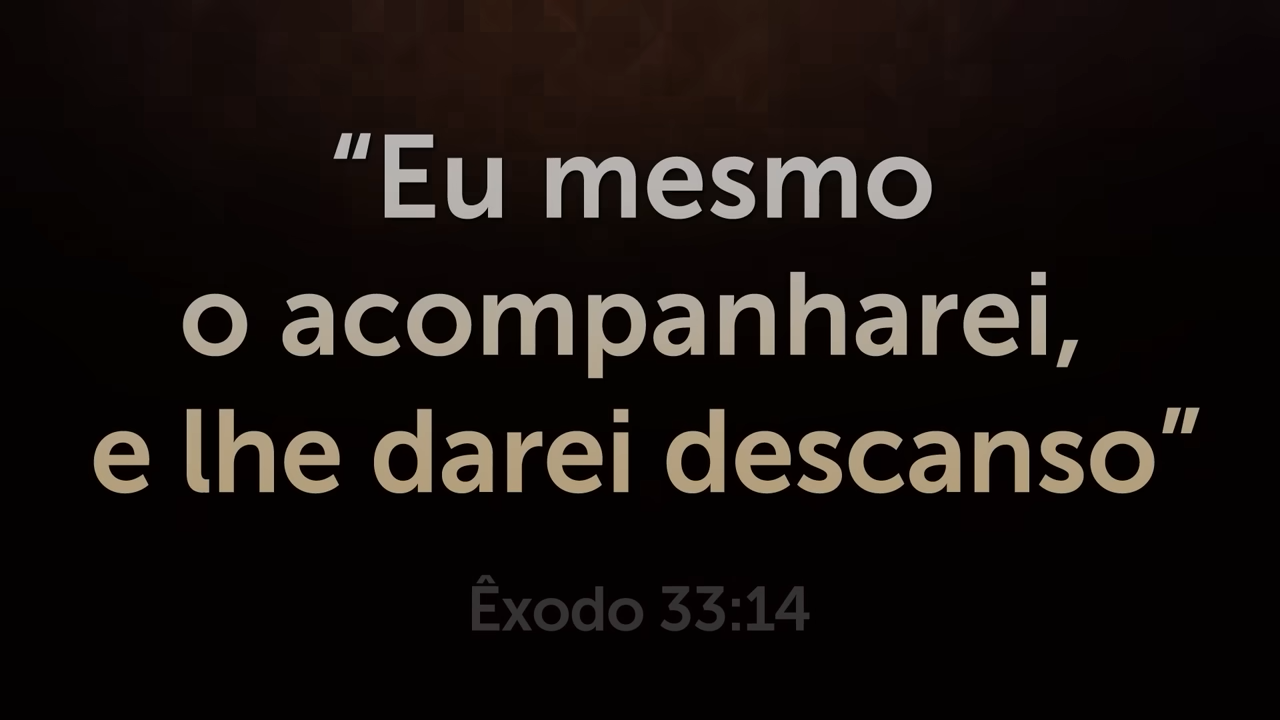 “Eu mesmo
o acompanharei,
e lhe darei descanso”
Êxodo 33:14